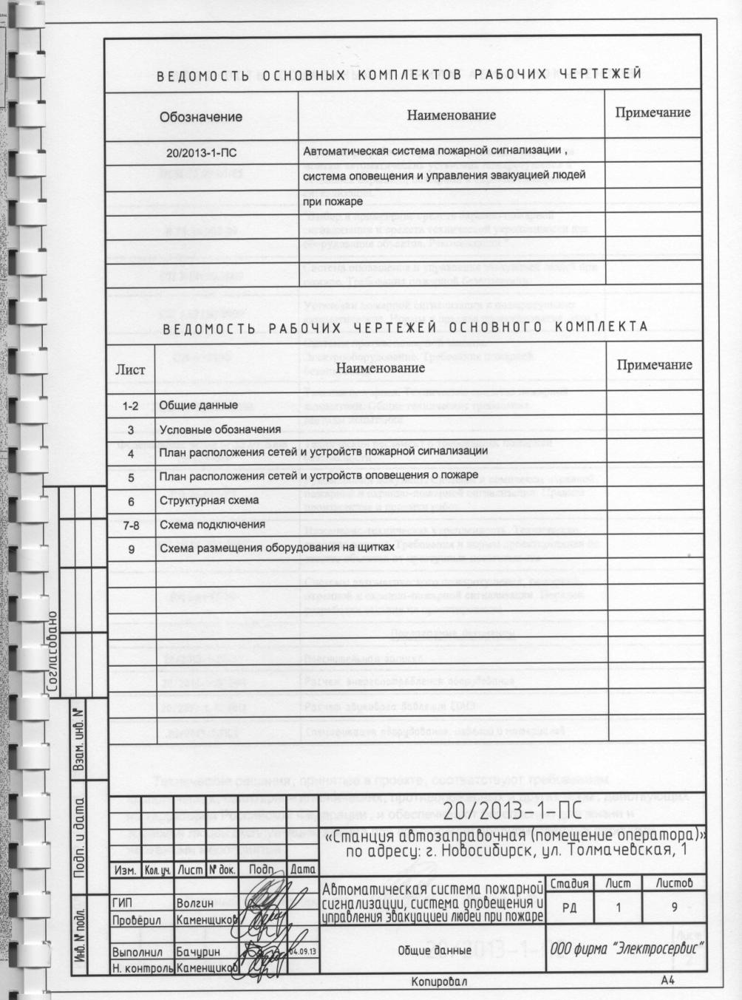 ВЕДОМОСТЬ ОСНОВНЫХ КОМПЛЕКТОВ РАБОЧИХ ЧЕРТЕЖЕЙ
Обозначение Наименование Примечание
20/2013-1-ПС Автоматическая система пожарной сигнализации ,
система оповещения и управления эвакуацией людей
при пожаре
ВЕДОМОСТЬ РАБОЧИХ ЧЕРТЕЖЕЙ ОСНОВНОГО КОМПЛЕКТА
Лист Наименование Примечание
1-2 Общие данные
3 Условные обозначения
4 План расположения сетей и устройств пожарной сигнализации
5 План расположения сетей и устройств оповещения о пожаре
6 Структурная схема
7-8 Схема подключения
9 Схема размещения оборудования на щитках
Согласовано
Взам. инв. №
Подп. и дата
Инв. № подл.
20/2013-1-ПС
«Станция автозаправочная (помещение оператора)»
по адресу: г. Новосибирск, ул. Толмачевская, 1
Изм. Кол. уч. Лист № док. Подп. Дата
ГИП Волгин
Проверил Каменщиков
Выполнил Бачурин 04.09.13
Н. контроль Каменщиков
Автоматическая система пожарной
сигнализации, система оповещения и
управления эвакуацией людей при пожаре
Стадия Лист Листов
РД 1 9
Общие данные
ООО фирма "Электросервис"
Копировал А4